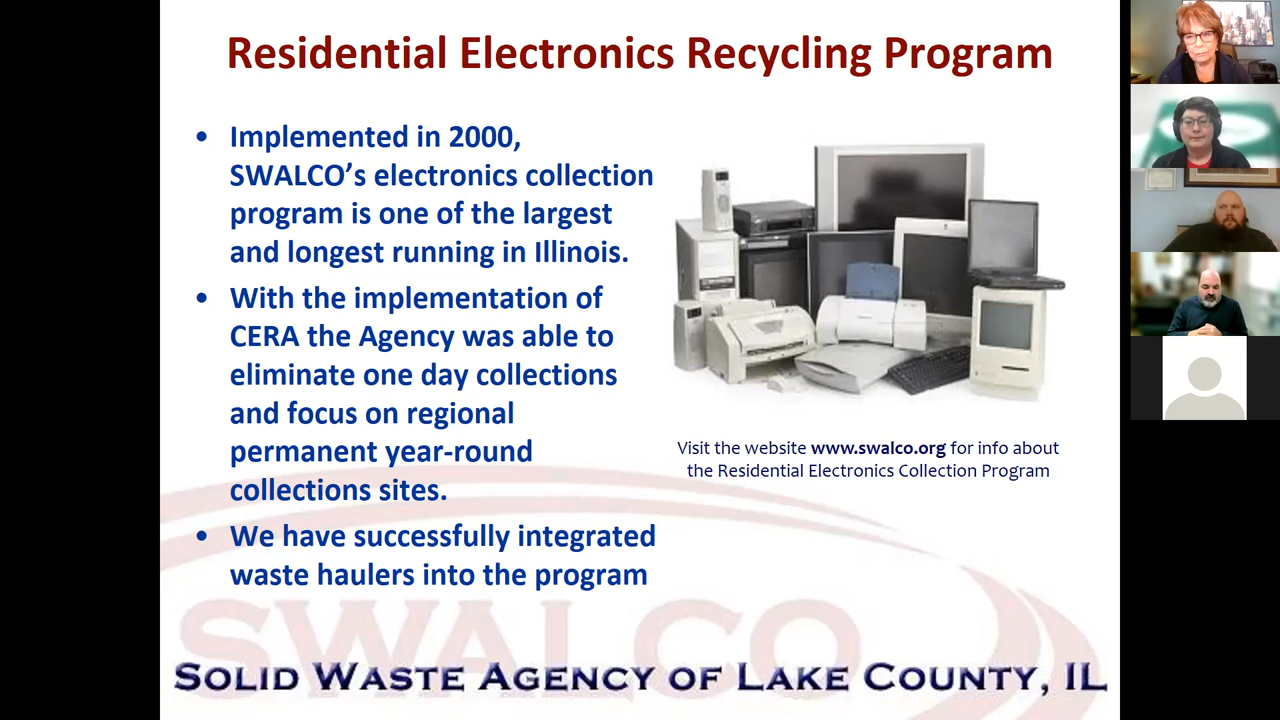 Residential Electronics Recycling Program
• Implemented in 2000,
SWALCO’s electronics collection
program is one of the largest
and longest running in Illinois.
• With the implementation of
CERA the Agency was able to
eliminate one day collections
and focus on regional
permanent year-round
collections sites.
• We have successfully integrated
waste haulers into the program
Visit the website www.swalco.org for info about
the Residential Electronics Collection Program
SWALCO
SOLID WASTE AGENCY OF LAKE COUNTY, IL